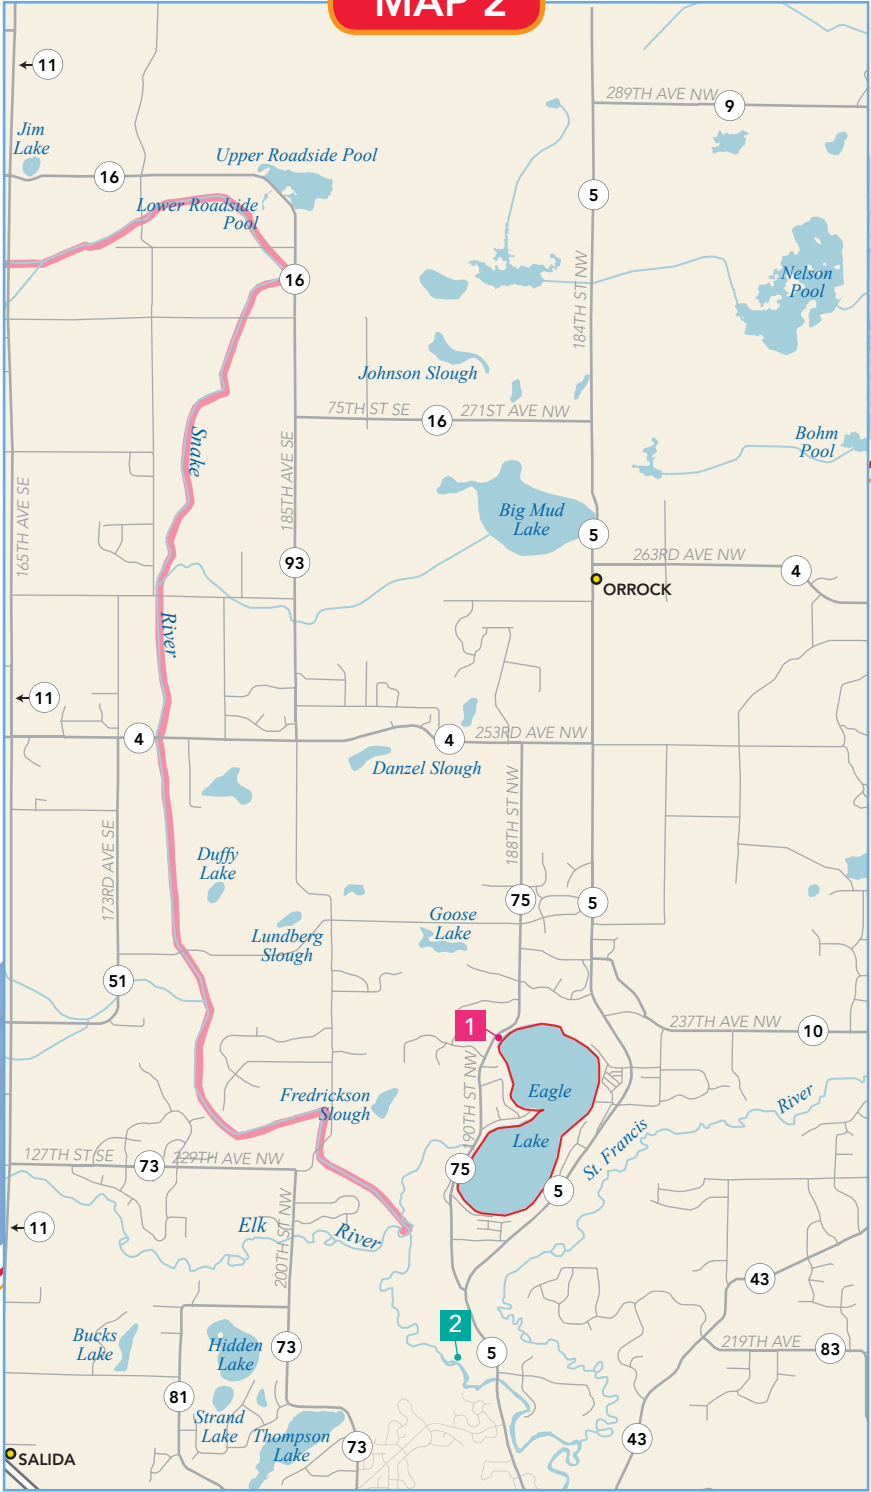 MAP 2
11
289TH AVE NW
9
Jim
Lake
Upper Roadside Pool
16
5
Lower Roadside
Pool
184TH ST NW
Nelson
Pool
16
Johnson Slough
75TH ST SE
16
271ST AVE NW
Snake
185TH AVE SE
Bohm
Pool
165TH AVE SE
Big Mud
Lake
5
93
263RD AVE NW
4
ORROCK
River
11
4
4
253RD AVE NW
Danzel Slough
188TH ST NW
173RD AVE SE
Duffy
Lake
75
5
Goose
Lake
Lundberg
Slough
51
1
237TH AVE NW
10
190TH ST NW
Eagle
Lake
Fredrickson
Slough
River
St. Francis
127TH ST SE
73
229TH AVE NW
75
5
200TH ST NW
11
Elk
River
43
2
Bucks
Lake
Hidden
Lake
73
5
219TH AVE
83
81
Strand
Lake
Thompson
Lake
73
43
SALIDA